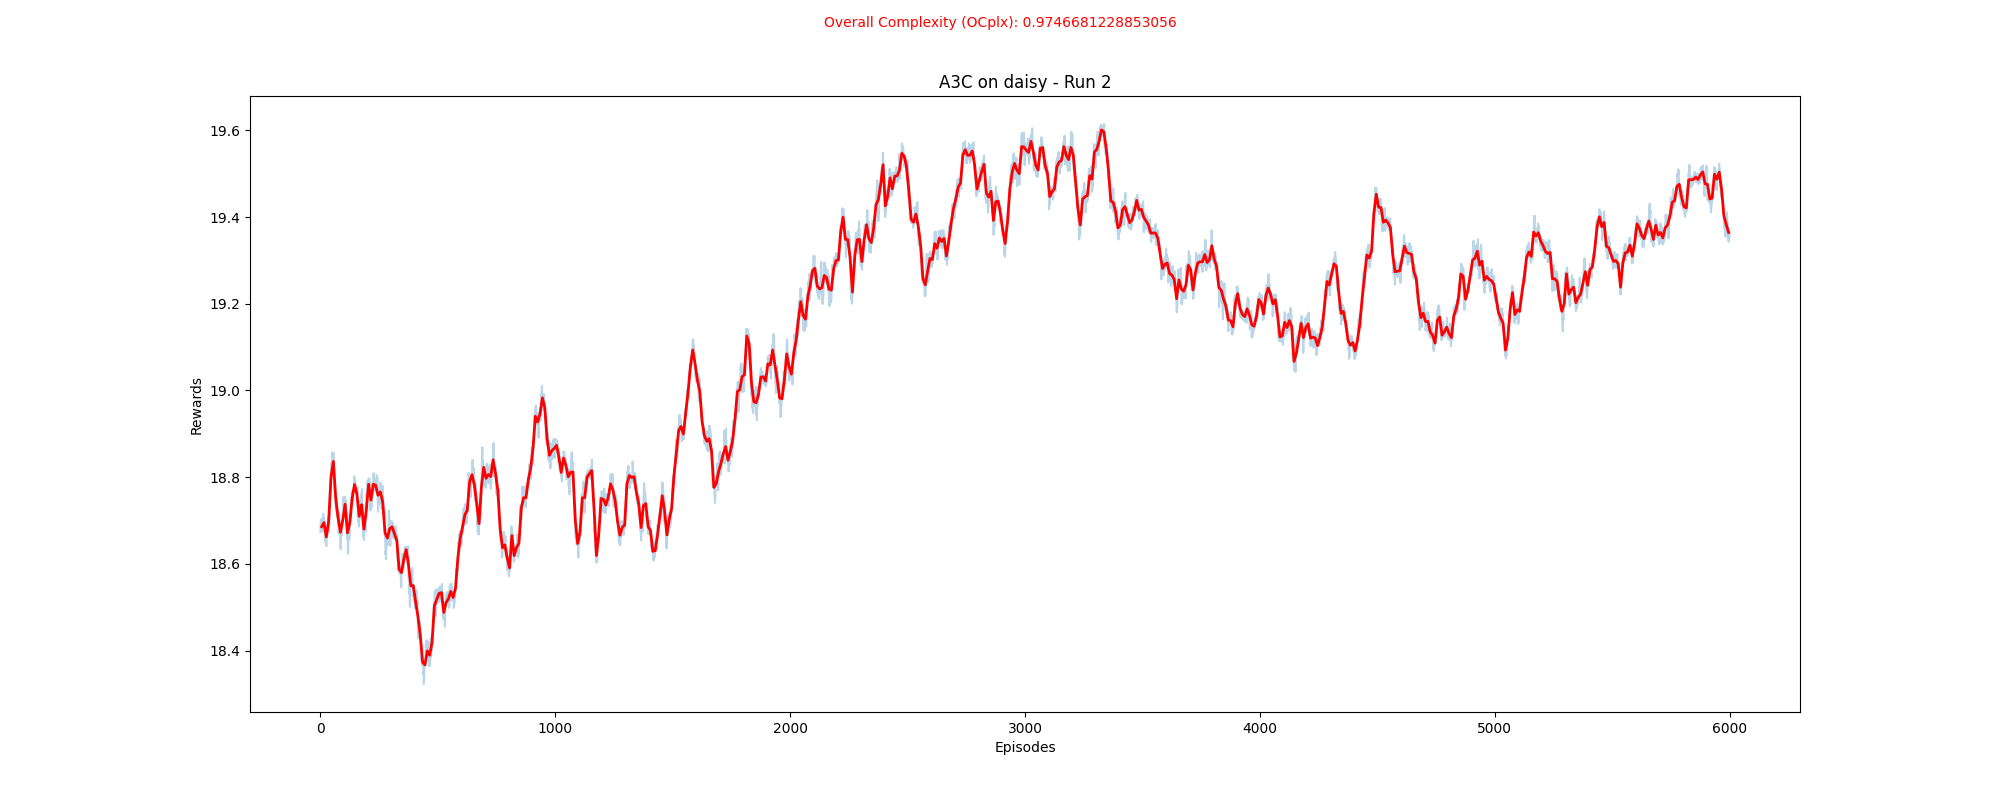 Overall Complexity (OCplx): 0.9746681228853056
A3C on daisy - Run 2
19.6
19.4
19.2
19.0
18.8
18.6
18.4
Rewards
0 1000 2000 3000 4000 5000 6000
Episodes